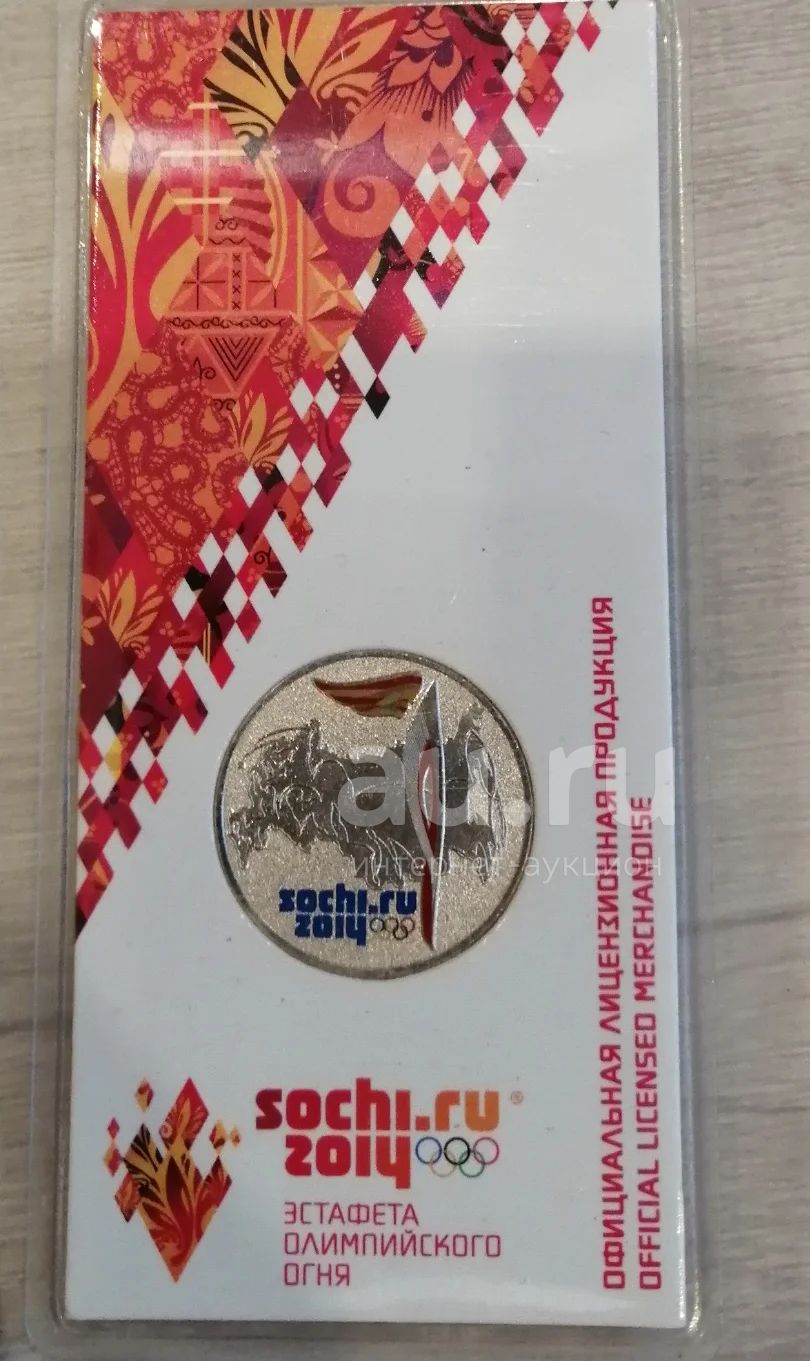 au.ru
интернет-аукцион
sochi.ru
2014
sochi.ru®
2014
ЭСТАФЕТА
ОЛИМПИЙСКОГО
ОГНЯ
ОФИЦИАЛЬНАЯ ЛИЦЕНЗИОННАЯ ПРОДУКЦИЯ
OFFICIAL LICENSED MERCHANDISE